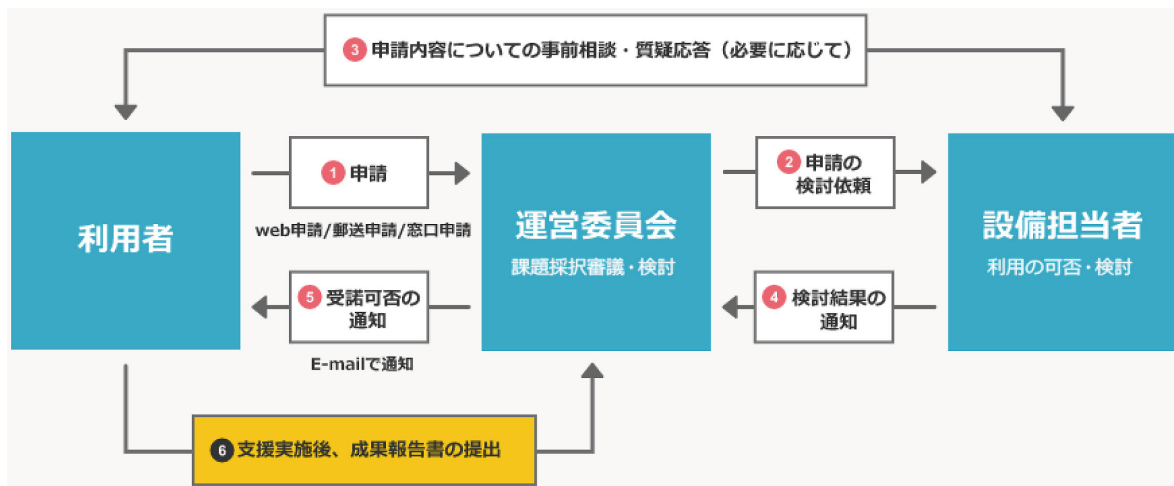 3 申請内容についての事前相談・質疑応答（必要に応じて）
利用者
1 申請
web申請/郵送申請/窓口申請
運営委員会
課題採択審議・検討
2 申請の
検討依頼
設備担当者
利用の可否・検討
4 検討結果の
通知
5 受諾可否の
通知
E-mailで通知
6 支援実施後、成果報告書の提出